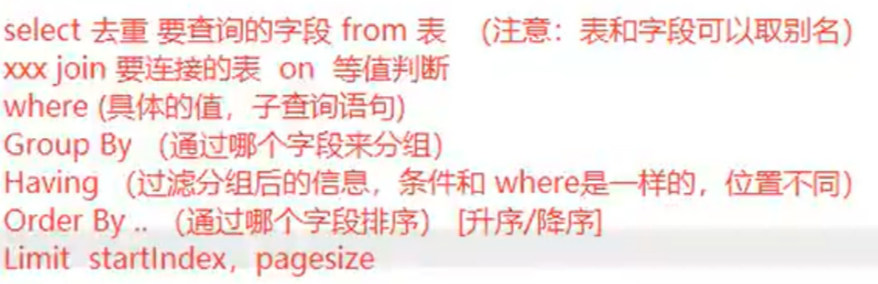 select 去重 要查询的字段 from 表 (注意：表和字段可以取别名)
xxx join 要连接的表 on 等值判断
where (具体的值，子查询语句)
Group By (通过哪个字段来分组)
Having (过滤分组后的信息，条件和 where是一样的，位置不同)
Order By .. (通过哪个字段排序) [升序/降序]
Limit startIndex，pagesize